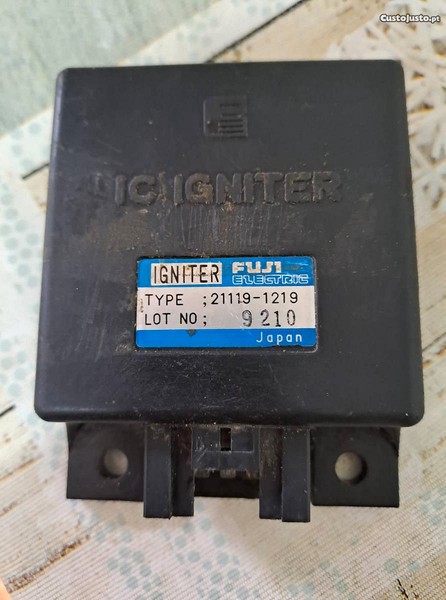 CustoJusto.pt
IC IGNITER
IGNITER FUJI ELECTRIC
TYPE ; 21119-1219
LOT NO ; 9210
Japan